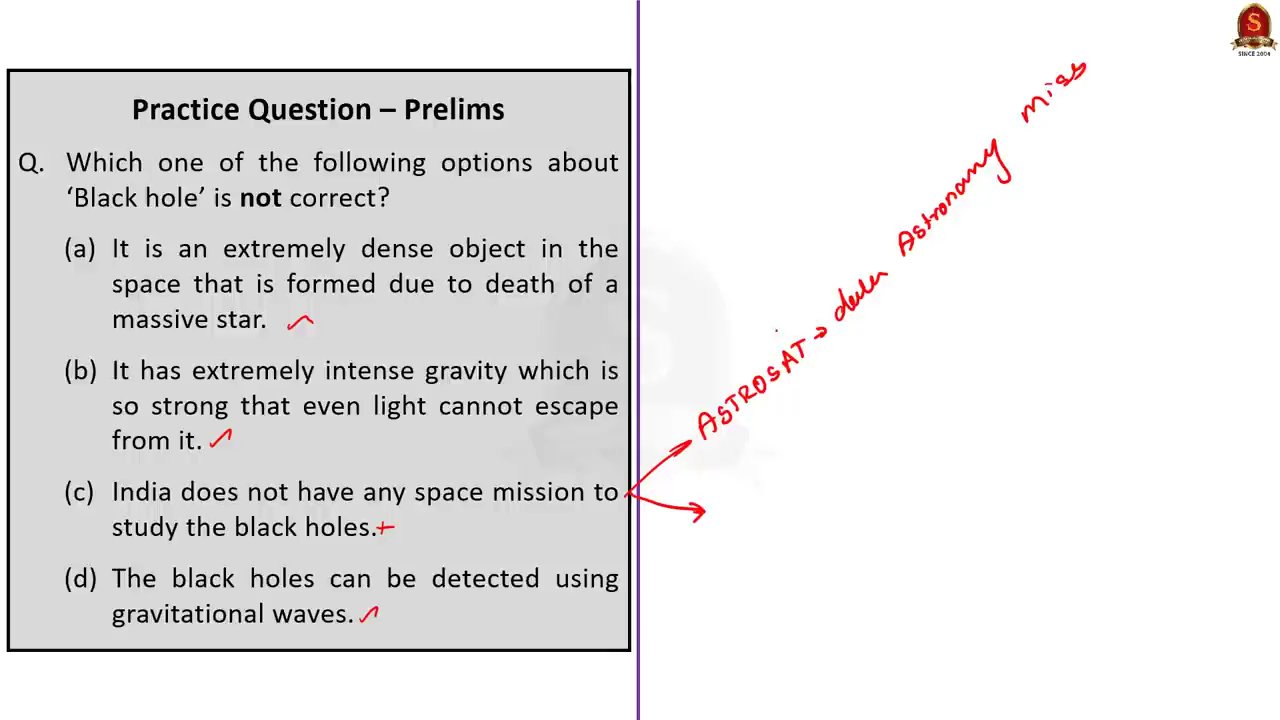 S
SINCE 2004
Practice Question – Prelims
Q. Which one of the following options about
‘Black hole’ is not correct?
(a) It is an extremely dense object in the
space that is formed due to death of a
massive star.
(b) It has extremely intense gravity which is
so strong that even light cannot escape
from it.
(c) India does not have any space mission to
study the black holes.
(d) The black holes can be detected using
gravitational waves.
ASTROSAT → Astronomy miss